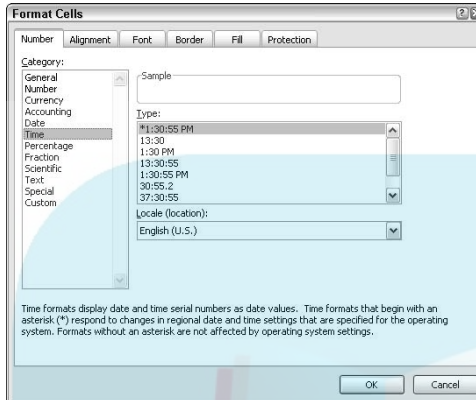 Format Cells
Number Alignment Font Border Fill Protection
Category:
General
Number
Currency
Accounting
Date
Time
Percentage
Fraction
Scientific
Text
Special
Custom
Sample
Type:
*1:30:55 PM
13:30
1:30 PM
13:30:55
1:30:55 PM
30:55.2
37:30:55
Locale (location):
English (U.S.)
Time formats display date and time serial numbers as date values. Time formats that begin with an
asterisk (*) respond to changes in regional date and time settings that are specified for the operating
system. Formats without an asterisk are not affected by operating system settings.
OK Cancel